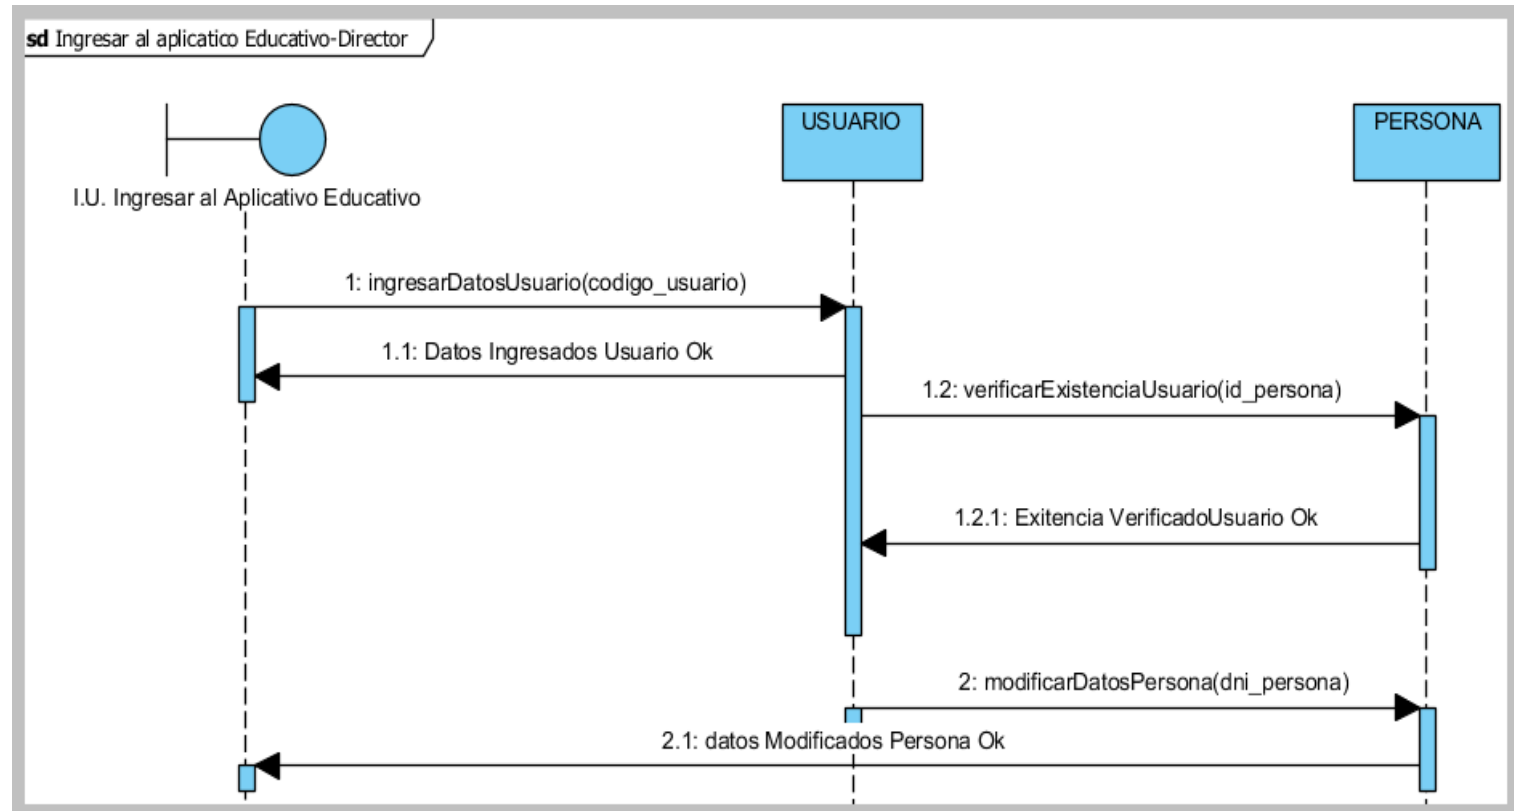 sd Ingresar al aplicatico Educativo-Director
USUARIO
PERSONA
I.U. Ingresar al Aplicativo Educativo
1: ingresarDatosUsuario(codigo_usuario)
1.1: Datos Ingresados Usuario Ok
1.2: verificarExistenciaUsuario(id_persona)
1.2.1: Exitencia VerificadoUsuario Ok
2: modificarDatosPersona(dni_persona)
2.1: datos Modificados Persona Ok